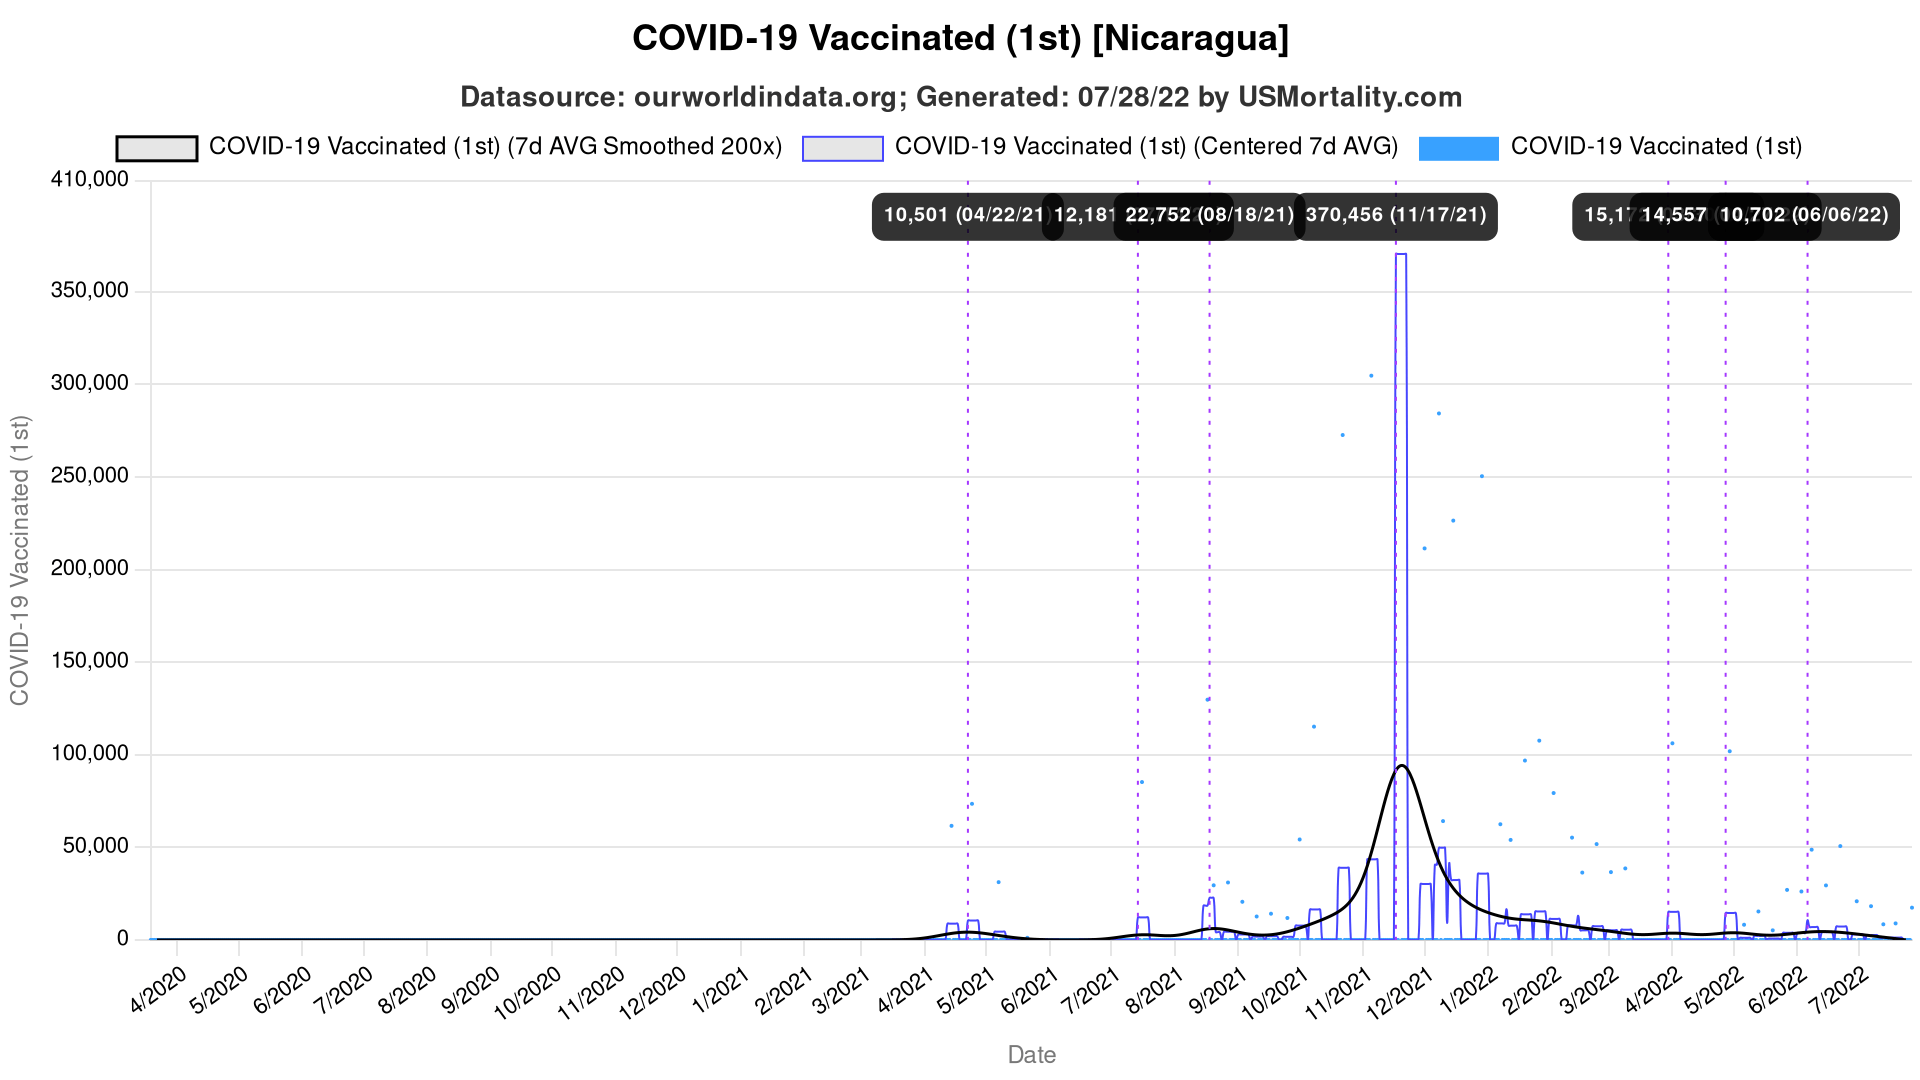 COVID-19 Vaccinated (1st) [Nicaragua]
Datasource: ourworldindata.org; Generated: 07/28/22 by USMortality.com
COVID-19 Vaccinated (1st) (7d AVG Smoothed 200x) COVID-19 Vaccinated (1st) (Centered 7d AVG) COVID-19 Vaccinated (1st)
10,501 (04/22/21) 12,181 22,752 (08/18/21) 370,456 (11/17/21) 14,557 10,702 (06/06/22)
410,000
350,000
300,000
250,000
200,000
150,000
100,000
50,000
0
COVID-19 Vaccinated (1st)
4/2020 5/2020 6/2020 7/2020 8/2020 9/2020 10/2020 11/2020 12/2020 1/2021 2/2021 3/2021 4/2021 5/2021 6/2021 7/2021 8/2021 9/2021 10/2021 11/2021 12/2021 1/2022 2/2022 3/2022 4/2022 5/2022 6/2022 7/2022
Date